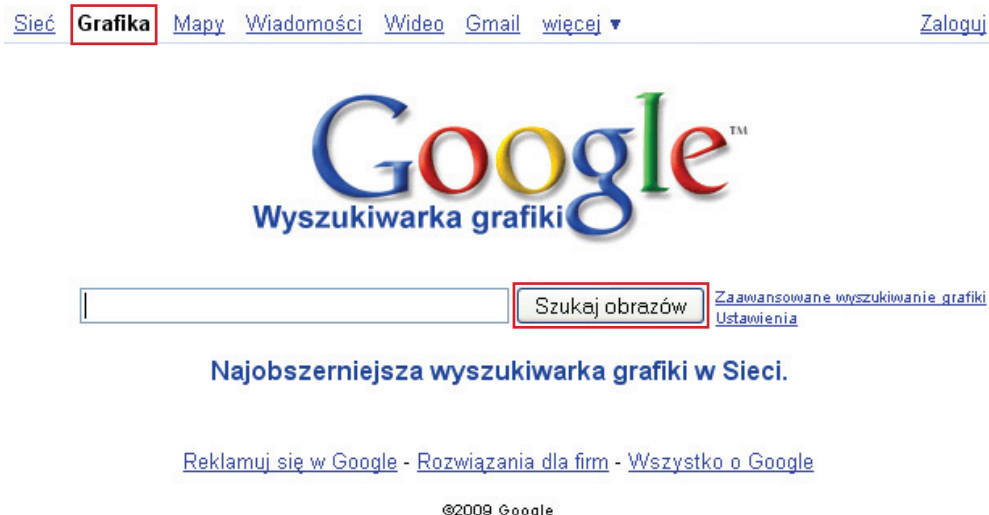 Sieć Grafika Mapy Wiadomości Wideo Gmail więcej ▼ Zaloguj
Google™
Wyszukiwarka grafiki
Szukaj obrazów Zaawansowane wyszukiwanie grafiki
Ustawienia
Najobszerniejsza wyszukiwarka grafiki w Sieci.
Reklamuj się w Google - Rozwiązania dla firm - Wszystko o Google
©2009 Google